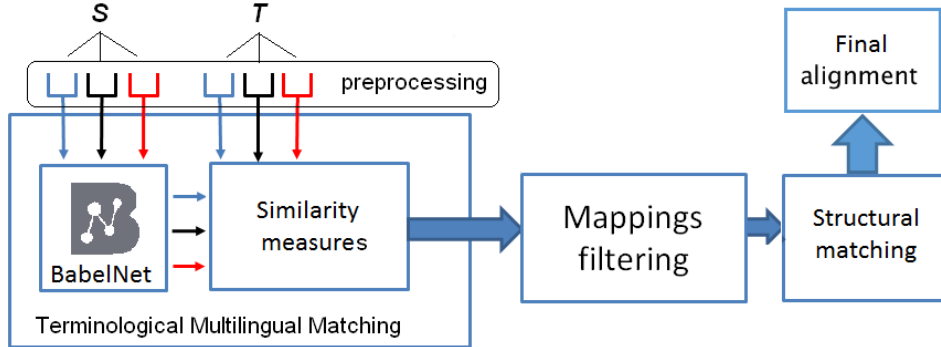 S
T
preprocessing
BabelNet
Similarity
measures
Terminological Multilingual Matching
Mappings
filtering
Structural
matching
Final
alignment